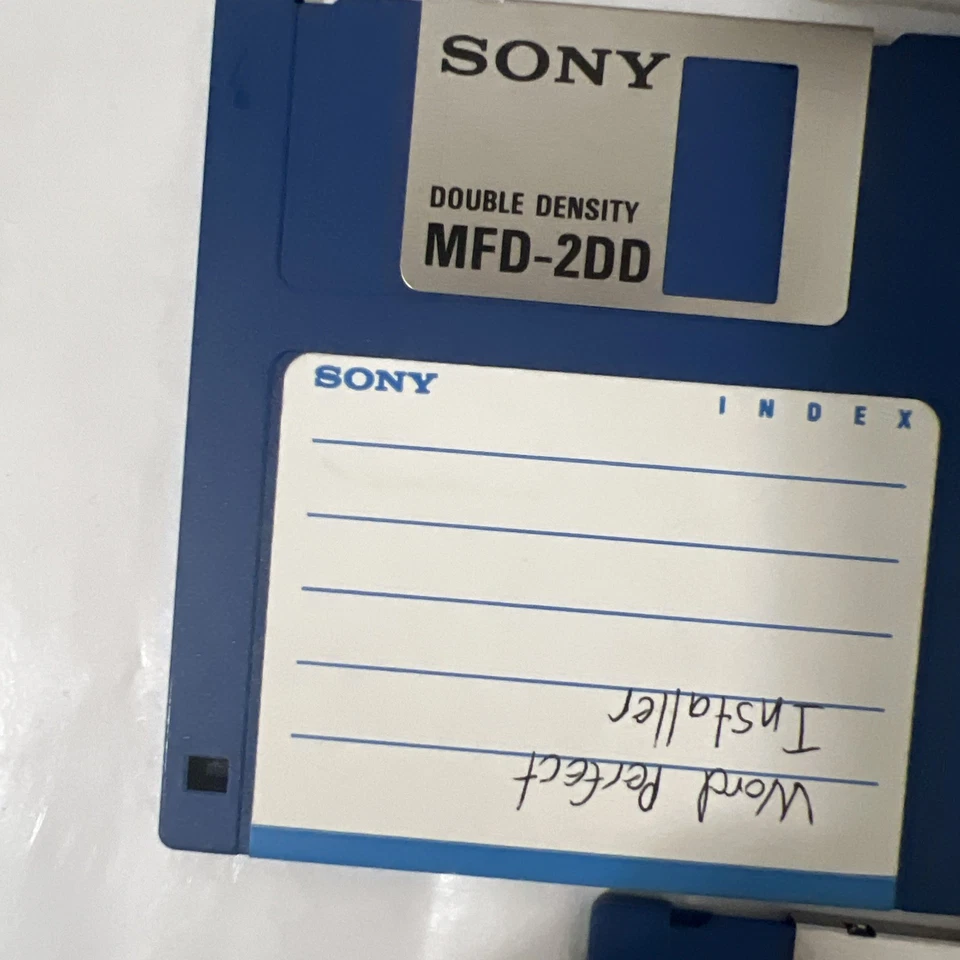 SONY
DOUBLE DENSITY
MFD-2DD
SONY
INDEX
Word Perfect
Installer